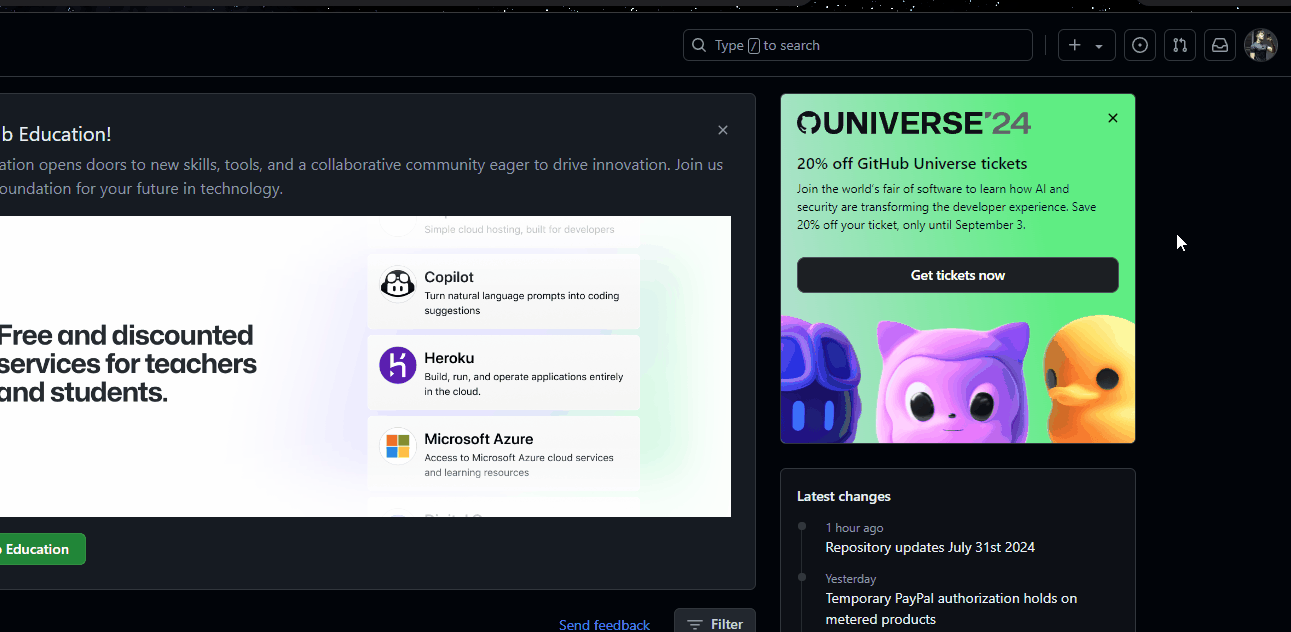 Type / to search
b Education!
ation opens doors to new skills, tools, and a collaborative community eager to drive innovation. Join us
oundation for your future in technology.
Simple cloud hosting, built for developers
Copilot
Turn natural language prompts into coding
suggestions
Free and discounted
services for teachers
and students.
Heroku
Build, run, and operate applications entirely
in the cloud.
Microsoft Azure
Access to Microsoft Azure cloud services
and learning resources
Education
Send feedback
Filter
UNIVERSE'24
20% off GitHub Universe tickets
Join the world's fair of software to learn how AI and
security are transforming the developer experience. Save
20% off your ticket, only until September 3.
Get tickets now
Latest changes
1 hour ago
Repository updates July 31st 2024
Yesterday
Temporary PayPal authorization holds on
metered products